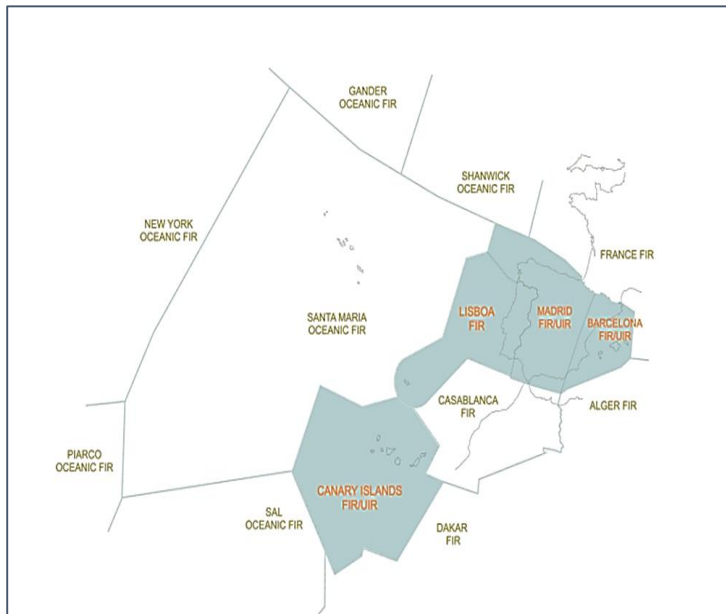 GANDER
OCEANIC FIR
SHANWICK
OCEANIC FIR
NEW YORK
OCEANIC FIR
FRANCE FIR
SANTA MARIA
OCEANIC FIR
LISBOA
FIR
MADRID
FIR/UIR
BARCELONA
FIR/UIR
CASABLANCA
FIR
ALGER FIR
PIARCO
OCEANIC FIR
CANARY ISLANDS
FIR/UIR
SAL
OCEANIC FIR
DAKAR
FIR